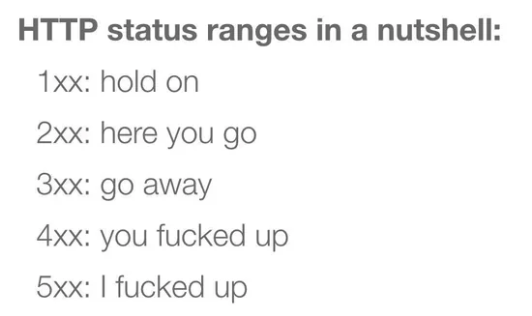 HTTP status ranges in a nutshell:
1xx: hold on
2xx: here you go
3xx: go away
4xx: you fucked up
5xx: I fucked up